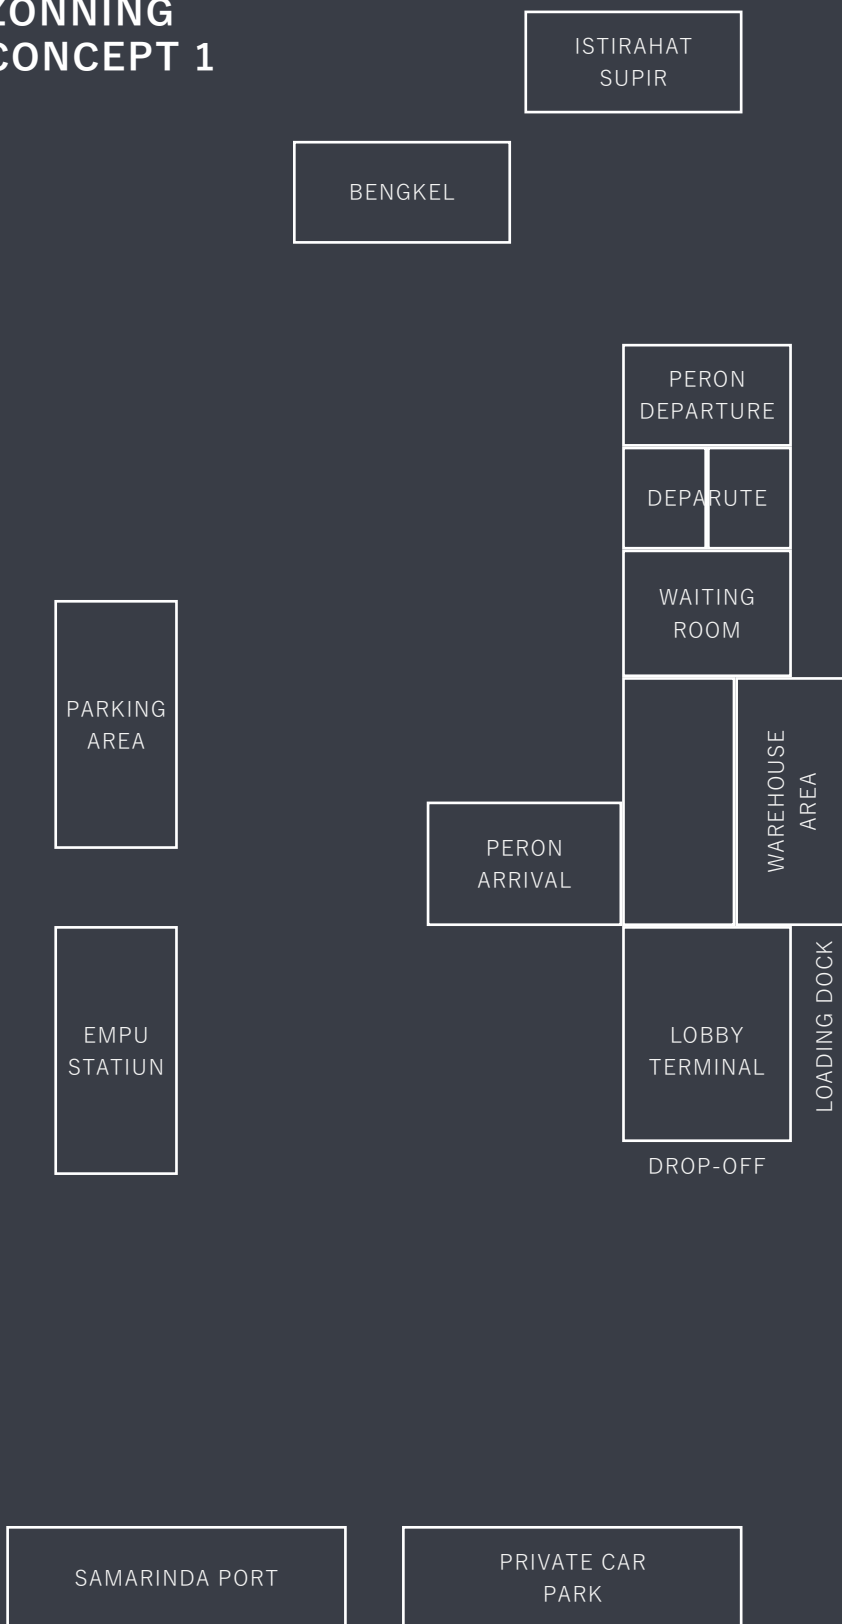 ZONNING
CONCEPT 1
ISTIRAHAT
SUPIR
BENGKEL
PERON
DEPARTURE
DEPARUTE
WAITING
ROOM
PARKING
AREA
WAREHOUSE
AREA
PERON
ARRIVAL
EMPU
STATIUN
LOBBY
TERMINAL
LOADING DOCK
DROP-OFF
SAMARINDA PORT
PRIVATE CAR
PARK